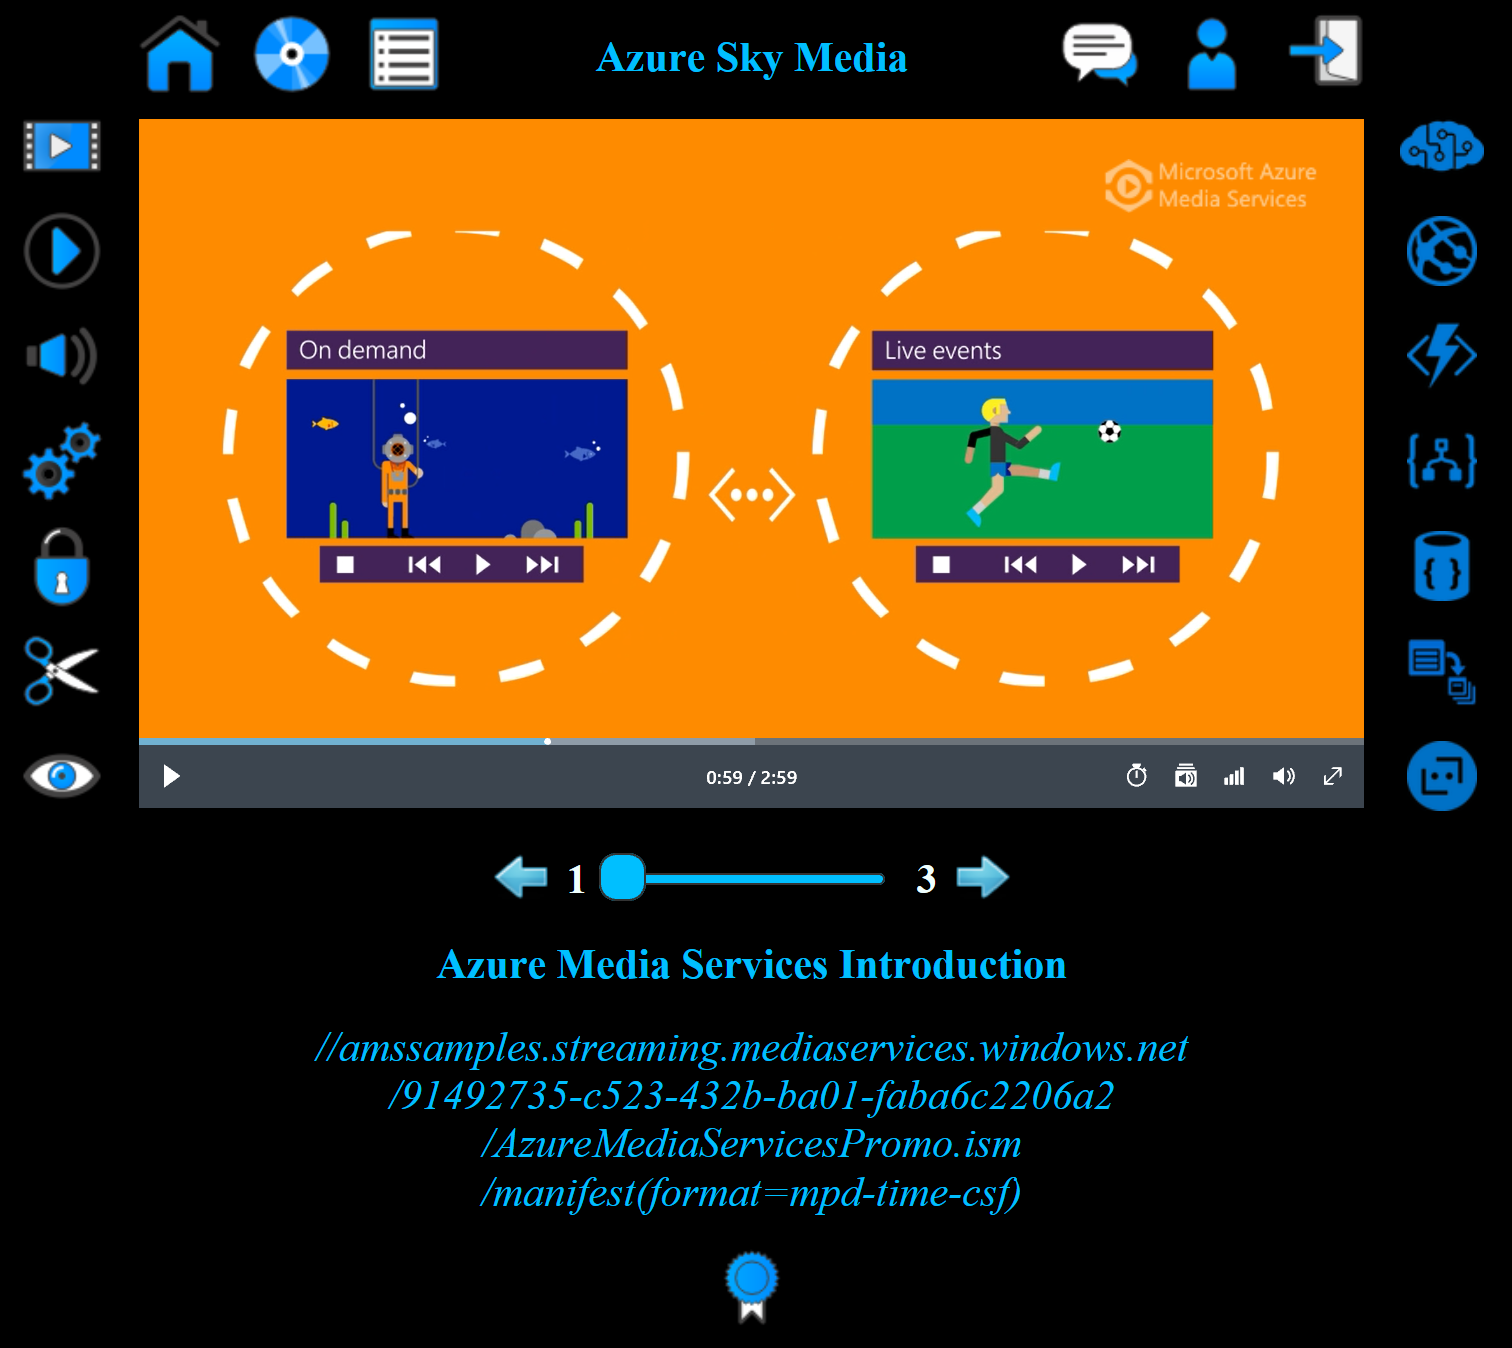 Azure Sky Media
Microsoft Azure
Media Services
On demand
Live events
0:59 / 2:59
1
3
Azure Media Services Introduction
//amssamples.streaming.mediaservices.windows.net
/91492735-c523-432b-ba01-faba6c2206a2
/AzureMediaServicesPromo.ism
/manifest(format=mpd-time-csf)